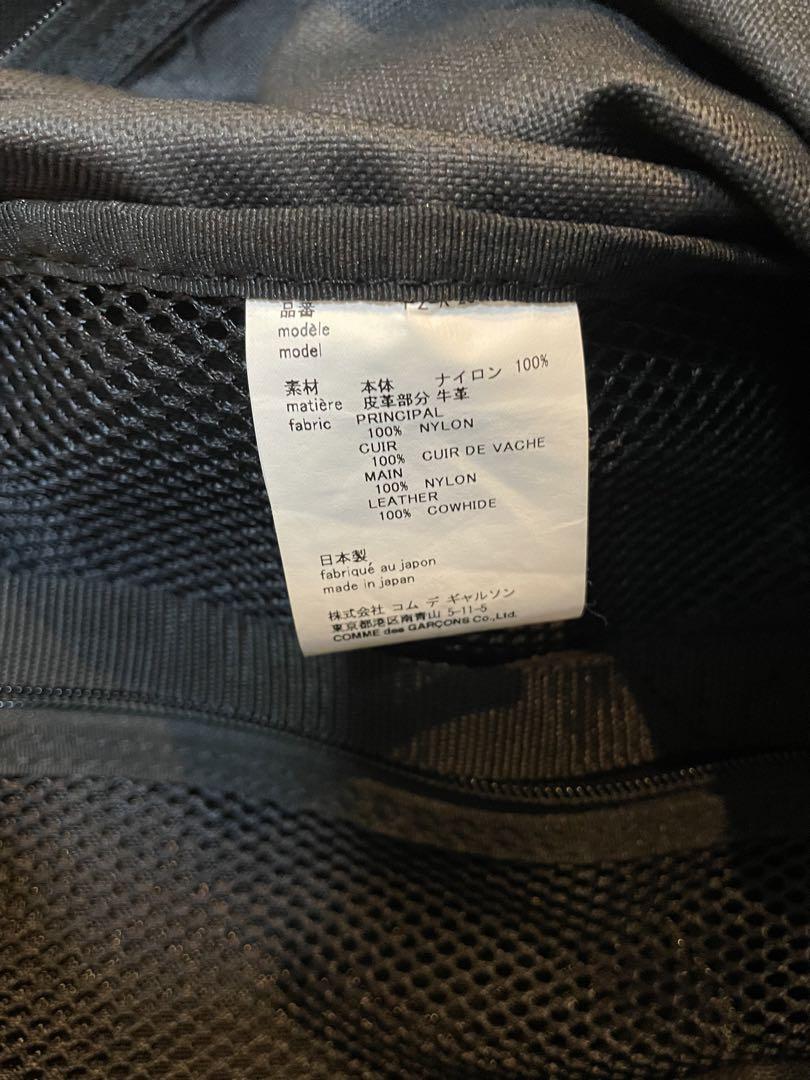 品番
modèle
model
素材 本体 ナイロン 100%
matière 皮革部分 牛革
fabric PRINCIPAL
100% NYLON
CUIR
100% CUIR DE VACHE
MAIN
100% NYLON
LEATHER
100% COWHIDE
日本製
fabriqué au japon
made in japan
株式会社 コム デ ギャルソン
東京都港区南青山 5-11-5
COMME des GARÇONS Co.,Ltd.